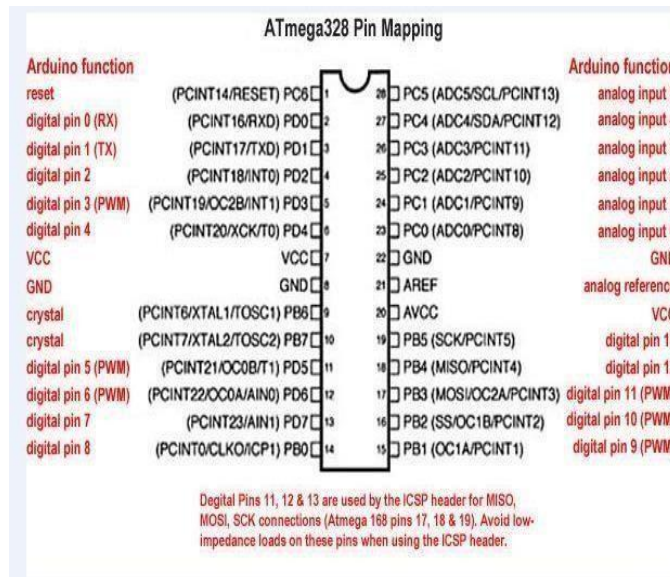 ATmega328 Pin Mapping
Arduino function
Arduino function
reset (PCINT14/RESET) PC6 1 28 PC5 (ADC5/SCL/PCINT13) analog input
digital pin 0 (RX) (PCINT16/RXD) PD0 2 27 PC4 (ADC4/SDA/PCINT12) analog input
digital pin 1 (TX) (PCINT17/TXD) PD1 3 26 PC3 (ADC3/PCINT11) analog input
digital pin 2 (PCINT18/INT0) PD2 4 25 PC2 (ADC2/PCINT10) analog input
digital pin 3 (PWM) (PCINT19/OC2B/INT1) PD3 5 24 PC1 (ADC1/PCINT9) analog input
digital pin 4 (PCINT20/XCK/T0) PD4 6 23 PC0 (ADC0/PCINT8) analog input
VCC VCC 7 22 GND GND
GND GND 8 21 AREF analog reference
crystal (PCINT6/XTAL1/TOSC1) PB6 9 20 AVCC VCC
crystal (PCINT7/XTAL2/TOSC2) PB7 10 19 PB5 (SCK/PCINT5) digital pin 1
digital pin 5 (PWM) (PCINT21/OC0B/T1) PD5 11 18 PB4 (MISO/PCINT4) digital pin 1
digital pin 6 (PWM) (PCINT22/OC0A/AIN0) PD6 12 17 PB3 (MOSI/OC2A/PCINT3) digital pin 11 (PWM
digital pin 7 (PCINT23/AIN1) PD7 13 16 PB2 (SS/OC1B/PCINT2) digital pin 10 (PWM
digital pin 8 (PCINT0/CLKO/ICP1) PB0 14 15 PB1 (OC1A/PCINT1) digital pin 9 (PWM
Degital Pins 11, 12 & 13 are used by the ICSP header for MISO,
MOSI, SCK connections (Atmega 168 pins 17, 18 & 19). Avoid low-
impedance loads on these pins when using the ICSP header.